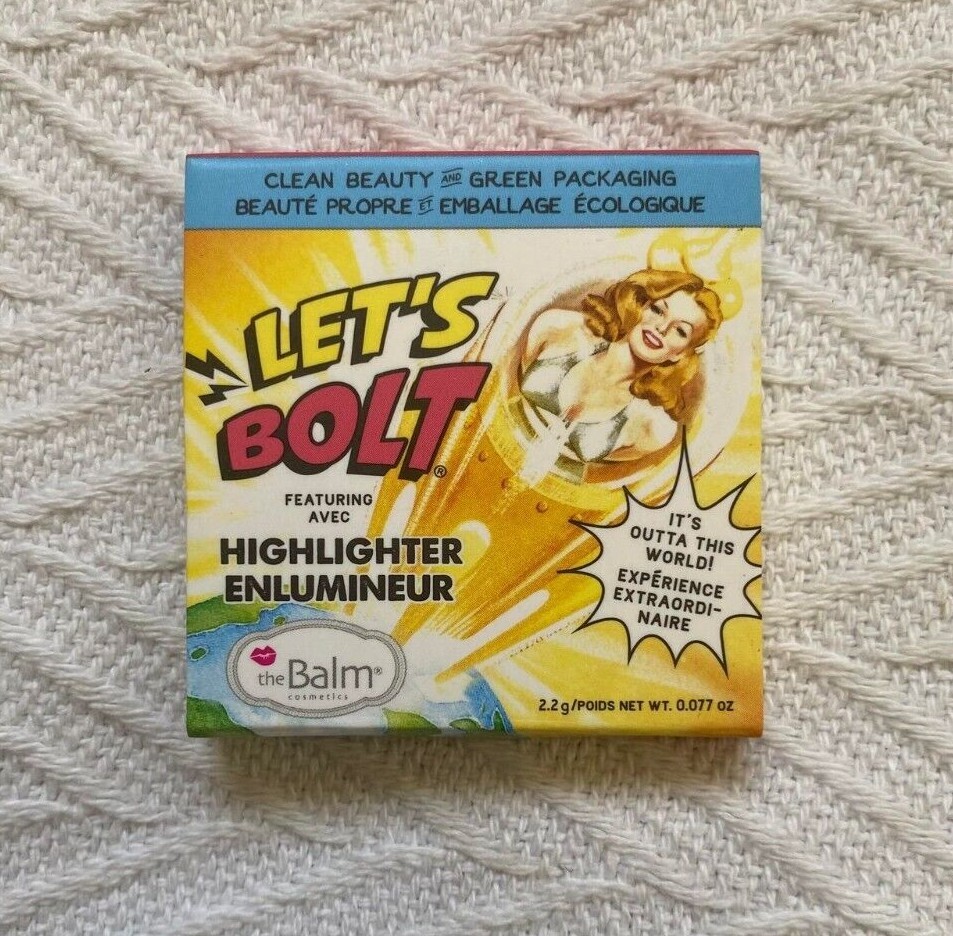 CLEAN BEAUTY AND GREEN PACKAGING
BEAUTÉ PROPRE ET EMBALLAGE ÉCOLOGIQUE
LET'S
BOLT®
FEATURING
AVEC
HIGHLIGHTER
ENLUMINEUR
IT'S
OUTTA THIS
WORLD!
EXPÉRIENCE
EXTRAORDI-
NAIRE
theBalm®
cosmetics
2.2g/POIDS NET WT. 0.077 OZ